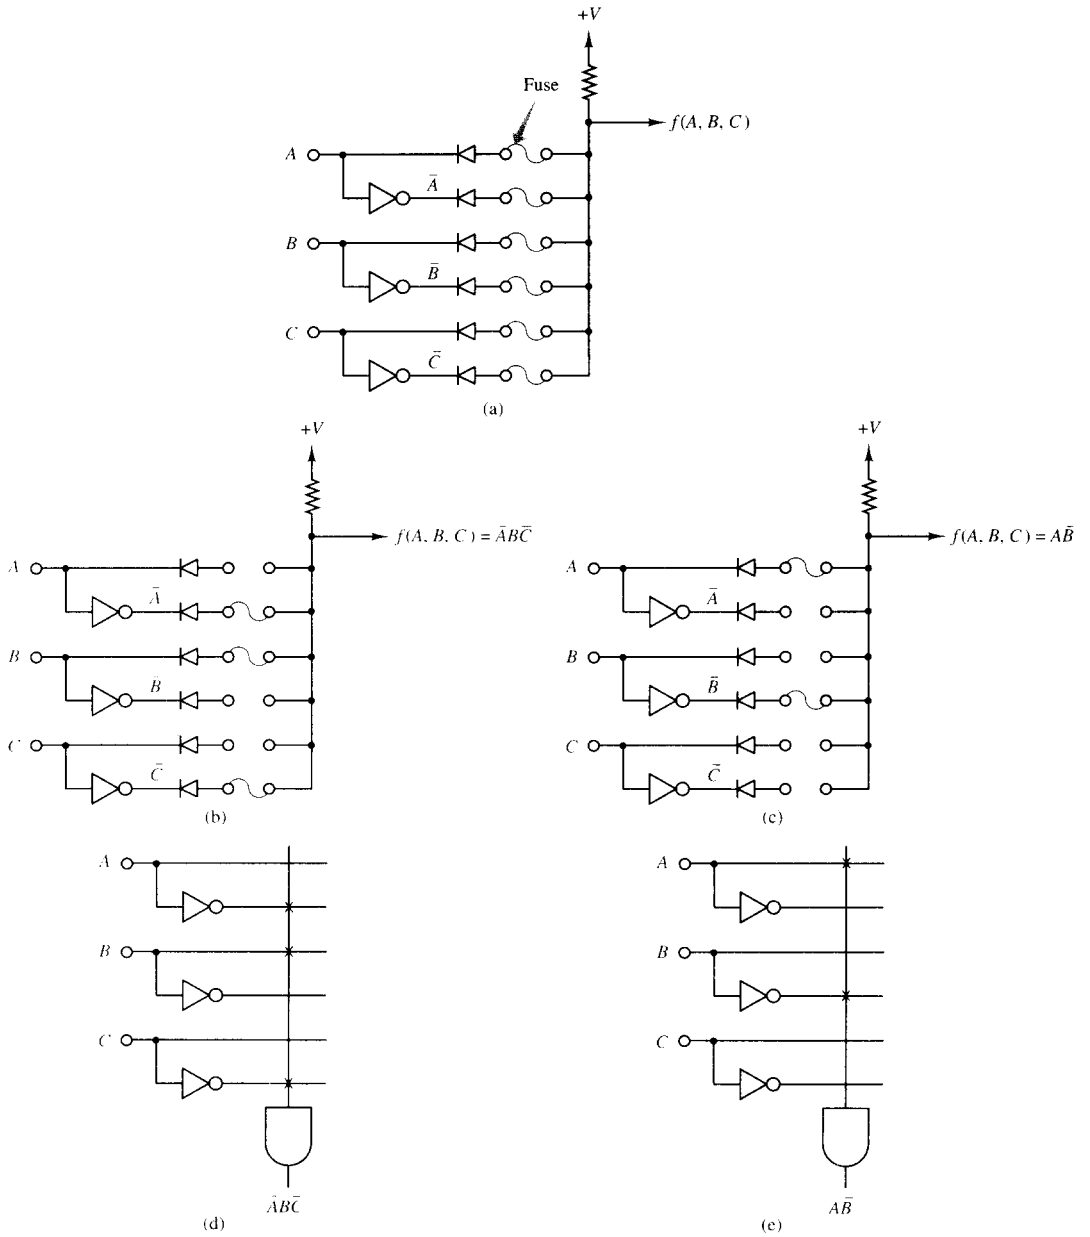 +V
Fuse
f(A, B, C)
A
Ā
B
B̄
C
C̄
(a)
+V
f(A, B, C) = ĀBC̄
A
Ā
B
B̄
C
C̄
(b)
+V
f(A, B, C) = AB̄
A
Ā
B
B̄
C
C̄
(c)
A
B
C
ĀBC̄
(d)
A
B
C
AB̄
(e)